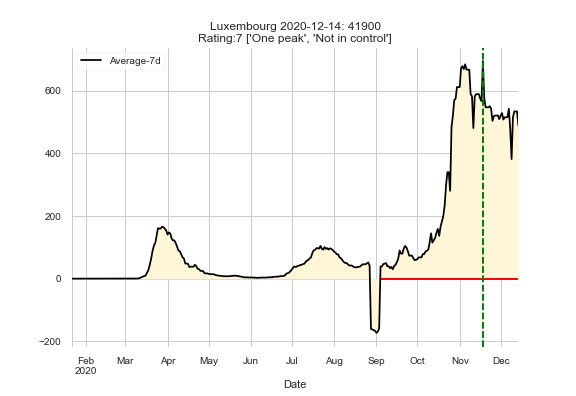 Luxembourg 2020-12-14: 41900
Rating:7 ['One peak', 'Not in control']
Average-7d
600
400
200
0
−200
Feb Mar Apr May Jun Jul Aug Sep Oct Nov Dec
2020
Date